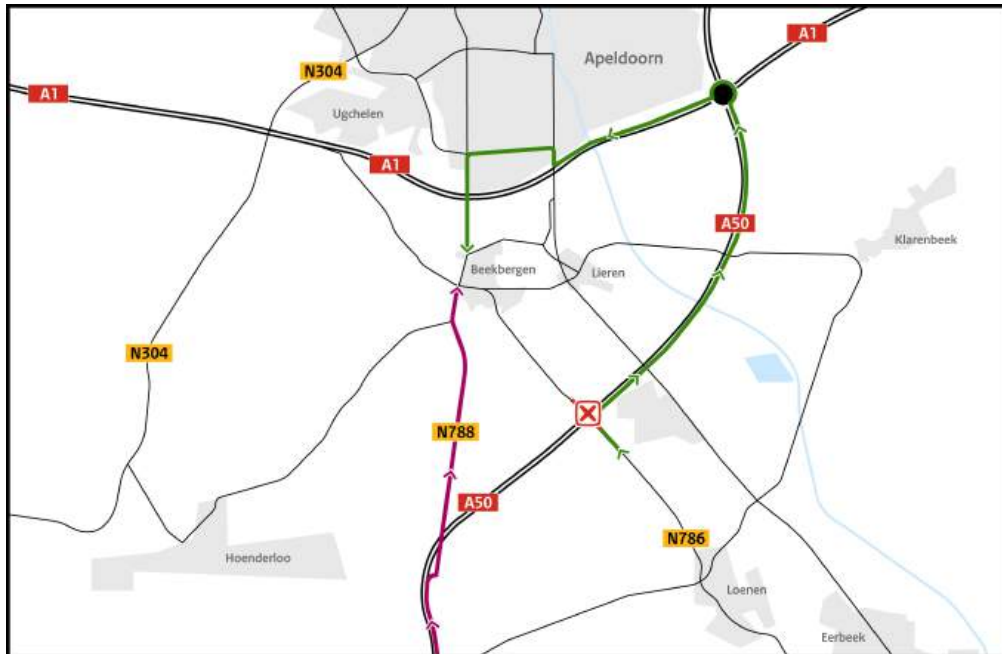 A1
Apeldoorn
N304
A1
Ugchelen
A1
A50
Klarenbeek
Beekbergen
Lieren
N304
N788
A50
N786
Hoenderloo
Loenen
Eerbeek